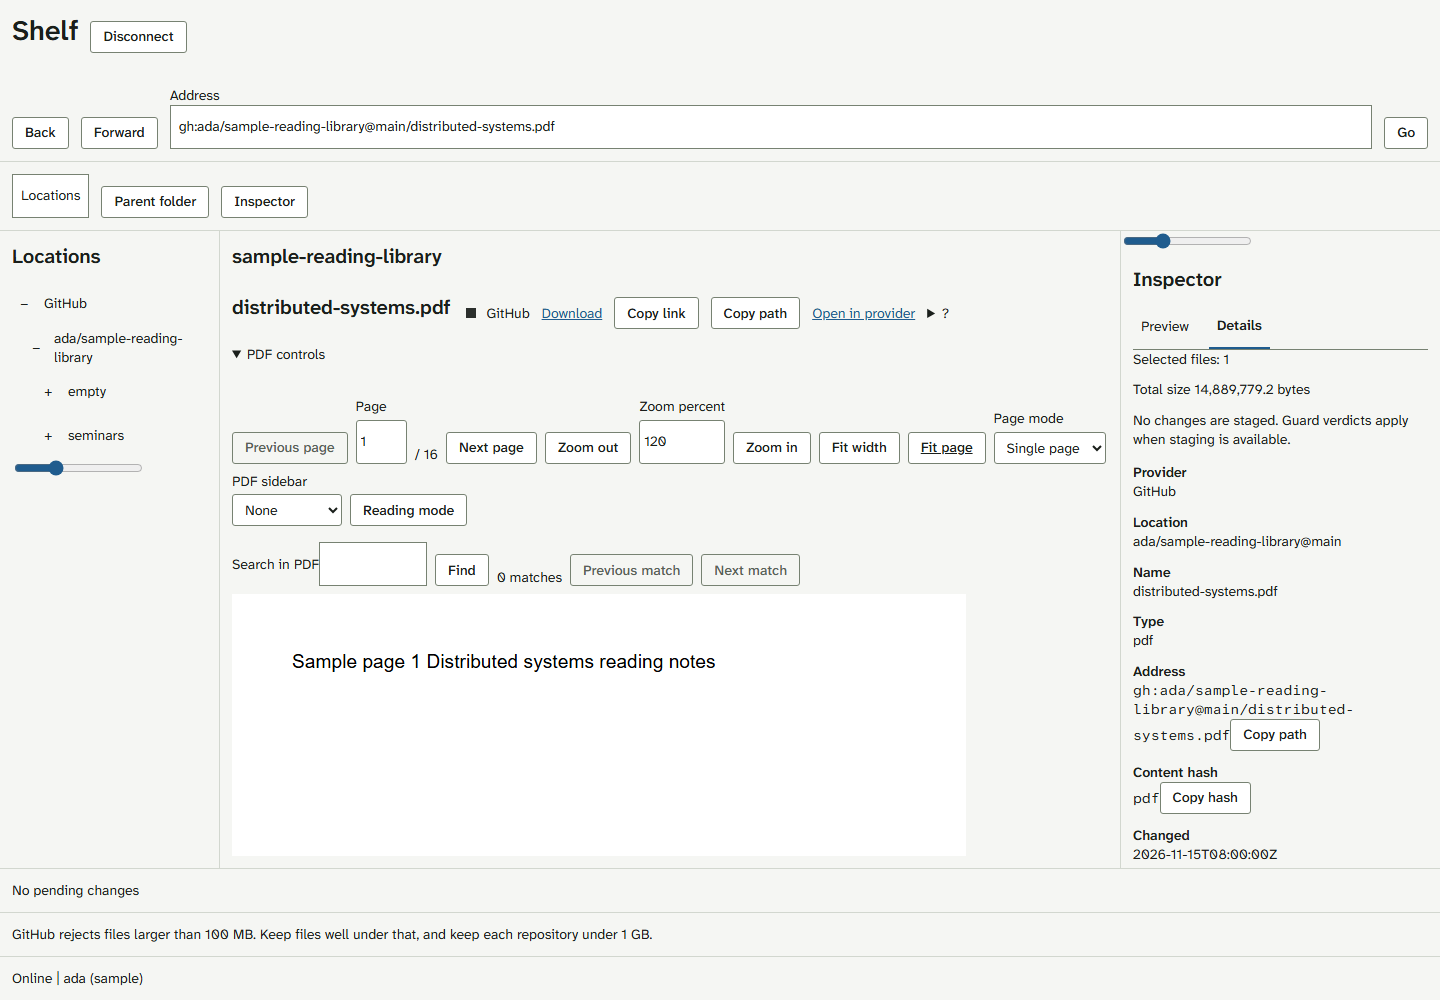 Shelf
Disconnect
Address
Back
Forward
gh:ada/sample-reading-library@main/distributed-systems.pdf
Go
Locations
Parent folder
Inspector
Locations
– GitHub
– ada/sample-reading-
library
+ empty
+ seminars
sample-reading-library
distributed-systems.pdf
GitHub
Download
Copy link
Copy path
Open in provider
?
PDF controls
Page
Zoom percent
Page mode
Previous page
1
/ 16
Next page
Zoom out
120
Zoom in
Fit width
Fit page
Single page
PDF sidebar
None
Reading mode
Search in PDF
Find
0 matches
Previous match
Next match
Sample page 1 Distributed systems reading notes
Inspector
Preview
Details
Selected files: 1
Total size 14,889,779.2 bytes
No changes are staged. Guard verdicts apply
when staging is available.
Provider
GitHub
Location
ada/sample-reading-library@main
Name
distributed-systems.pdf
Type
pdf
Address
gh:ada/sample-reading-
library@main/distributed-
systems.pdf
Copy path
Content hash
pdf
Copy hash
Changed
2026-11-15T08:00:00Z
No pending changes
GitHub rejects files larger than 100 MB. Keep files well under that, and keep each repository under 1 GB.
Online | ada (sample)